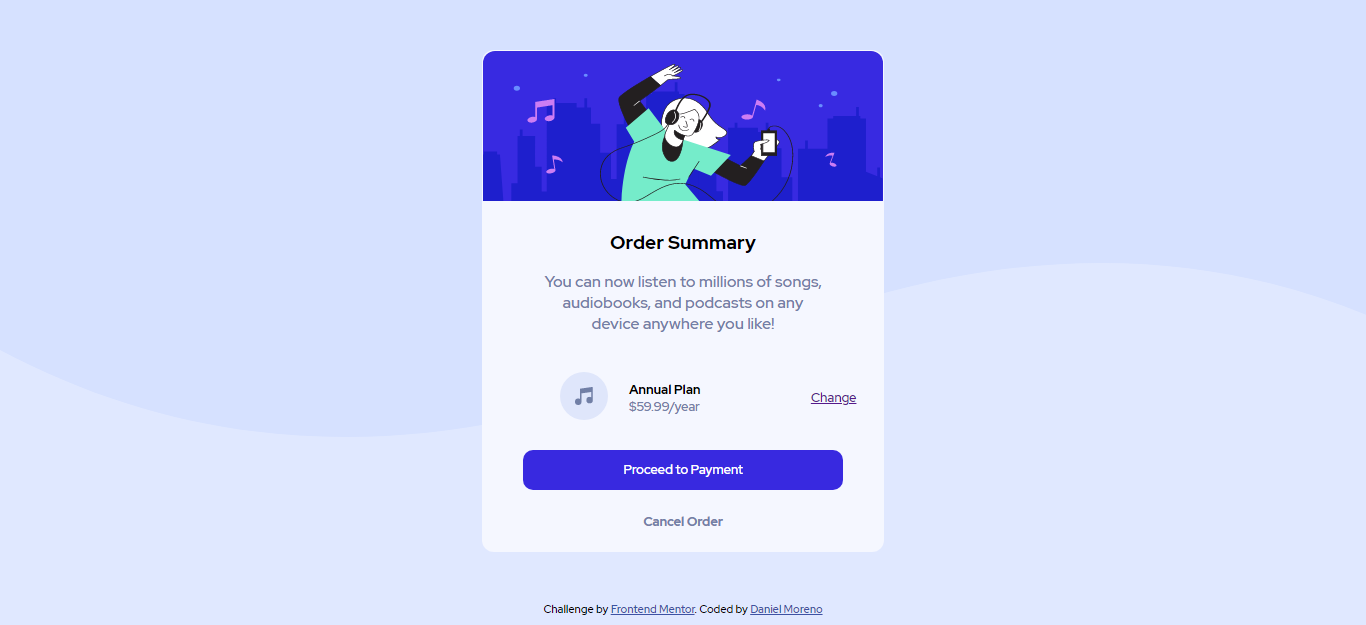 Order Summary
You can now listen to millions of songs,
audiobooks, and podcasts on any
device anywhere you like!
Annual Plan
$59.99/year
Change
Proceed to Payment
Cancel Order
Challenge by Frontend Mentor. Coded by Daniel Moreno